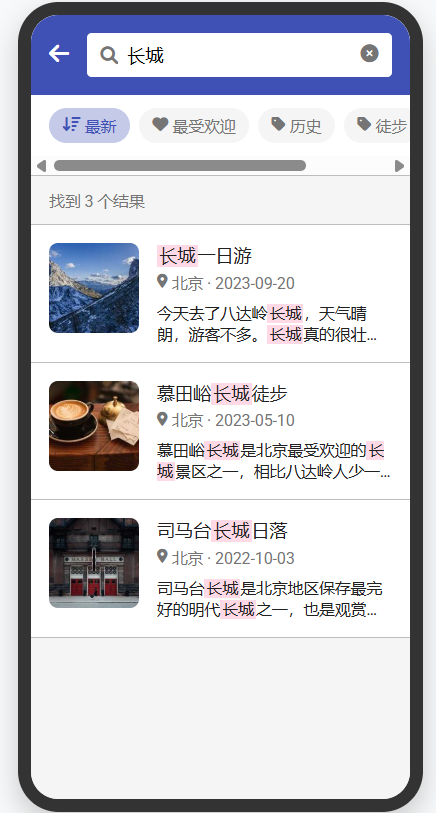 长城
最新
最受欢迎
历史
徒步
找到 3 个结果
长城一日游
北京 · 2023-09-20
今天去了八达岭长城，天气晴
朗，游客不多。长城真的很壮...
慕田峪长城徒步
北京 · 2023-05-10
慕田峪长城是北京最受欢迎的长
城景区之一，相比八达岭人少一...
司马台长城日落
北京 · 2022-10-03
司马台长城是北京地区保存最完
好的明代长城之一，也是观赏...